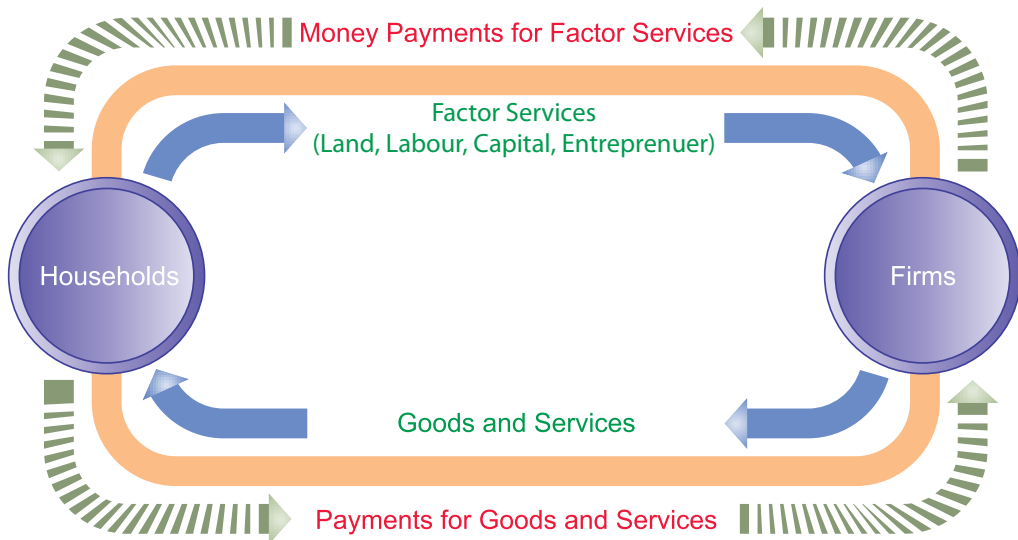 Money Payments for Factor Services
Factor Services
(Land, Labour, Capital, Entreprenuer)
Households
Firms
Goods and Services
Payments for Goods and Services